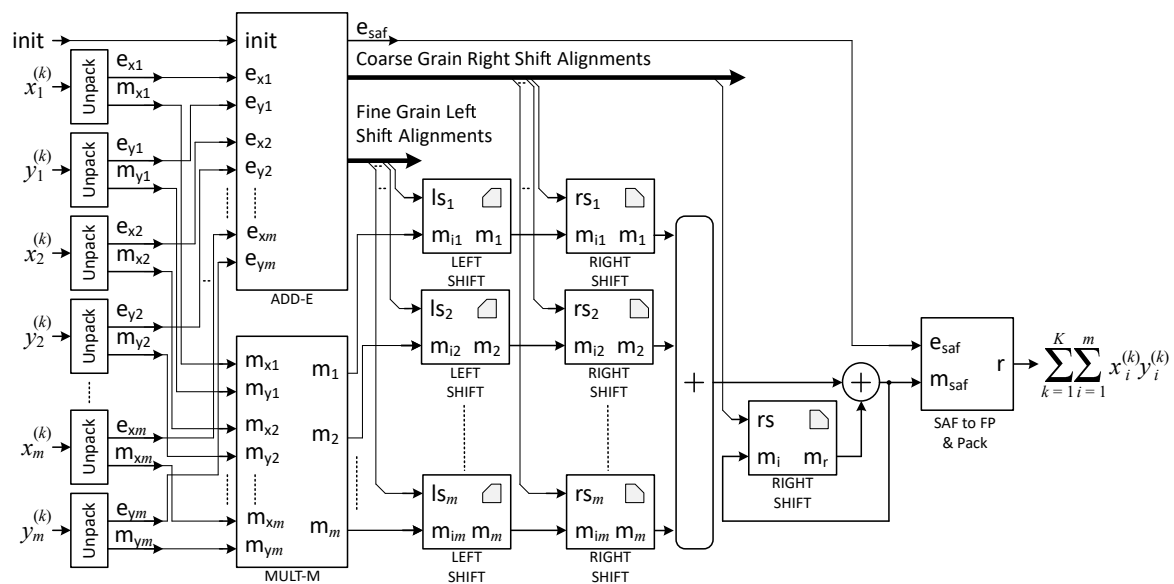 init
x_1^(k)
Unpack
e_x1
m_x1
y_1^(k)
Unpack
e_y1
m_y1
x_2^(k)
Unpack
e_x2
m_x2
y_2^(k)
Unpack
e_y2
m_y2
x_m^(k)
Unpack
e_xm
m_xm
y_m^(k)
Unpack
e_ym
m_ym
init
e_x1
e_y1
e_x2
e_y2
e_xm
e_ym
ADD-E
m_x1
m_y1
m_x2
m_y2
m_xm
m_ym
m_1
m_2
m_m
MULT-M
e_saf
Coarse Grain Right Shift Alignments
Fine Grain Left
Shift Alignments
ls_1
m_i1 m_1
LEFT
SHIFT
rs_1
m_i1 m_1
RIGHT
SHIFT
ls_2
m_i2 m_2
LEFT
SHIFT
rs_2
m_i2 m_2
RIGHT
SHIFT
ls_m
m_im m_m
LEFT
SHIFT
rs_m
m_im m_m
RIGHT
SHIFT
+
+
rs
m_i m_r
RIGHT
SHIFT
e_saf
m_saf
r
SAF to FP
& Pack
∑_{k=1}^{K} ∑_{i=1}^{m} x_i^(k) y_i^(k)